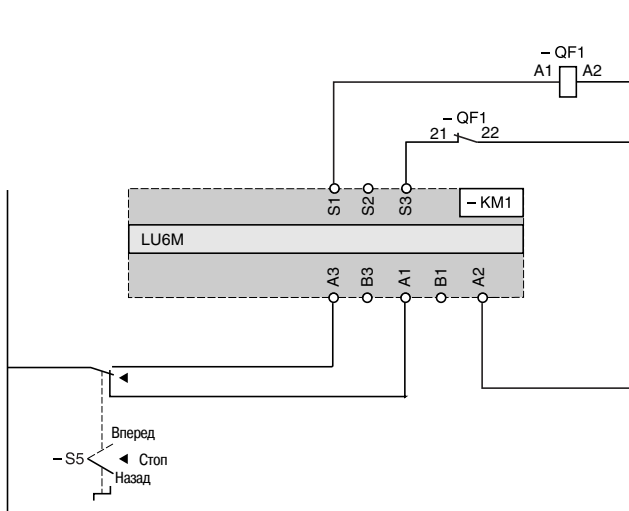 – QF1
A1 A2
– QF1
21 22
S1 S2 S3
– KM1
LU6M
A3 B3 A1 B1 A2
Вперед
– S5 Стоп
Назад